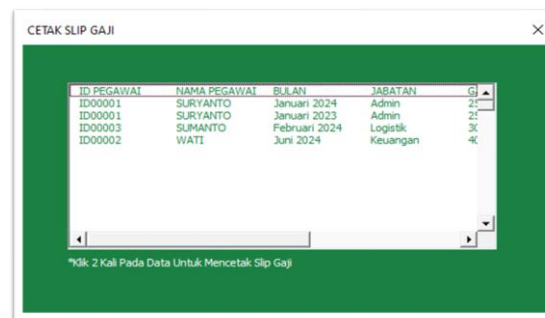 CETAK SLIP GAJI
ID PEGAWAI NAMA PEGAWAI BULAN JABATAN
ID00001 SURYANTO Januari 2024 Admin
ID00001 SURYANTO Januari 2023 Admin
ID00003 SUMANTO Februari 2024 Logistik
ID00002 WATI Juni 2024 Keuangan
*Klik 2 Kali Pada Data Untuk Mencetak Slip Gaji